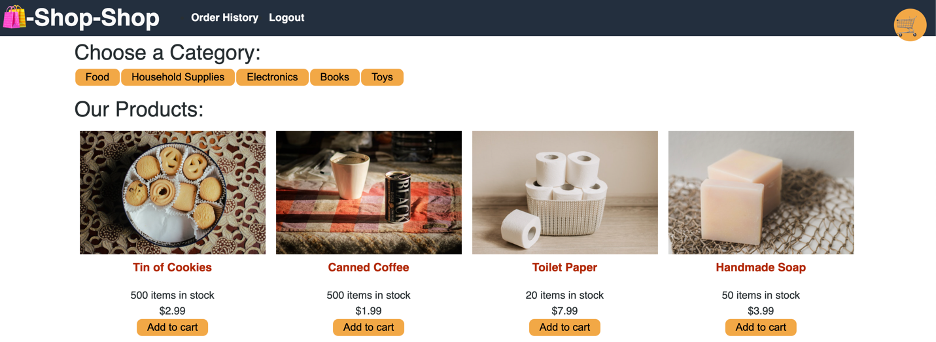 -Shop-Shop
Order History Logout
Choose a Category:
Food Household Supplies Electronics Books Toys
Our Products:
BLACK
Tin of Cookies Canned Coffee Toilet Paper Handmade Soap
500 items in stock 500 items in stock 20 items in stock 50 items in stock
$2.99 $1.99 $7.99 $3.99
Add to cart Add to cart Add to cart Add to cart